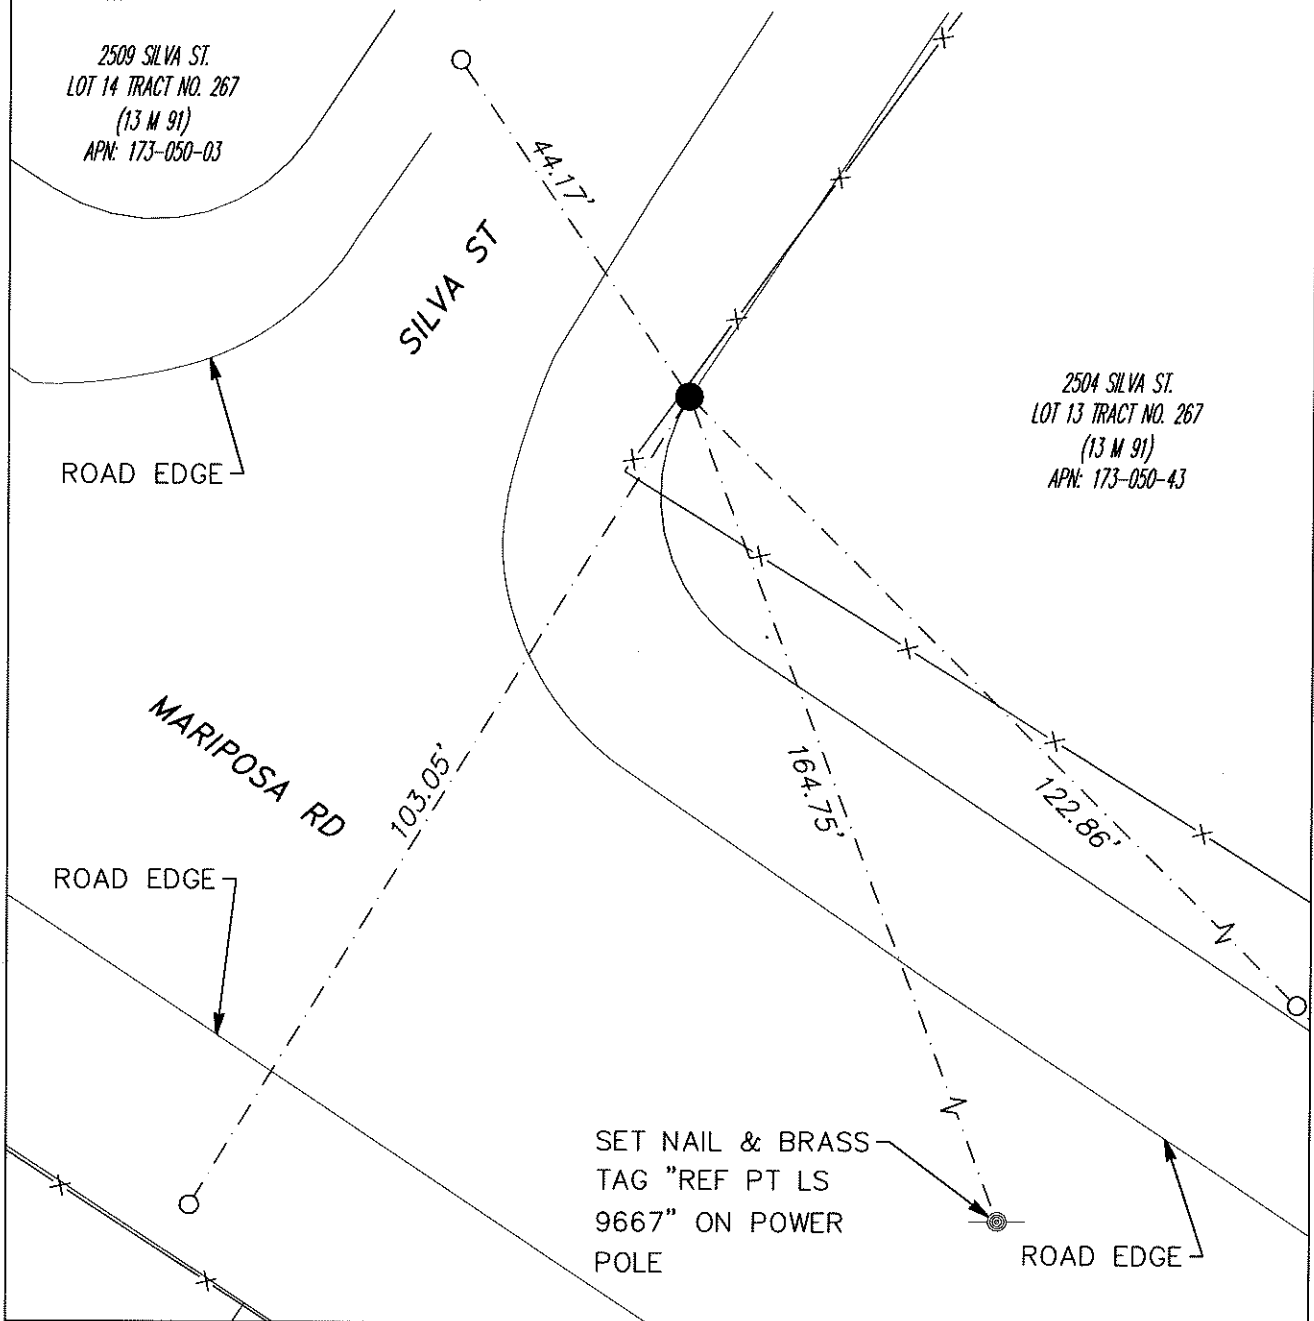 2509 SILVA ST.
LOT 14 TRACT NO. 267
(13 M 91)
APN: 173-050-03
44.17'
SILVA ST
2504 SILVA ST.
LOT 13 TRACT NO. 267
(13 M 91)
APN: 173-050-43
ROAD EDGE
MARIPOSA RD
103.05'
164.75'
122.86'
ROAD EDGE
SET NAIL & BRASS
TAG "REF PT LS
9667" ON POWER
POLE
ROAD EDGE